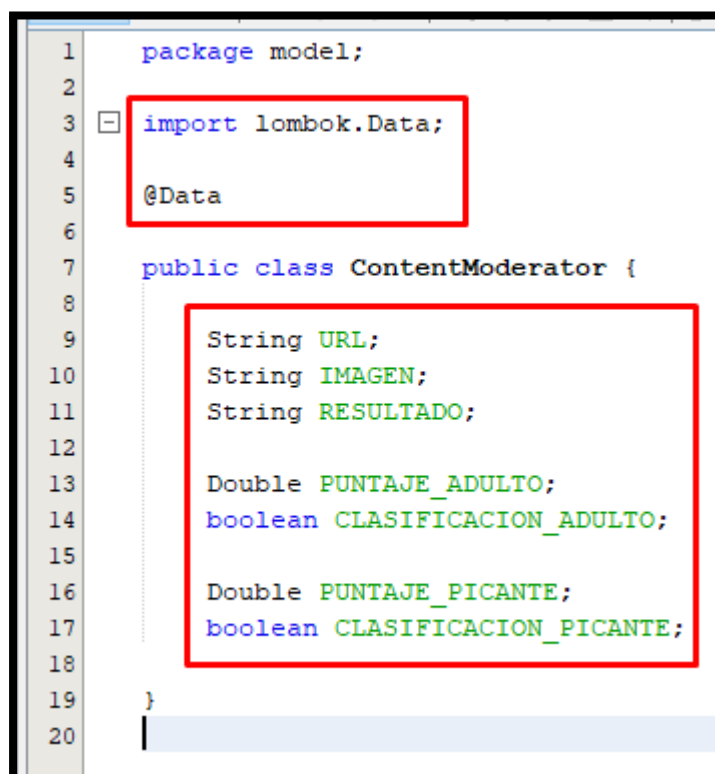 1 package model;
2
3 import lombok.Data;
4
5 @Data
6
7 public class ContentModerator {
8
9 String URL;
10 String IMAGEN;
11 String RESULTADO;
12
13 Double PUNTAJE_ADULTO;
14 boolean CLASIFICACION_ADULTO;
15
16 Double PUNTAJE_PICANTE;
17 boolean CLASIFICACION_PICANTE;
18
19 }
20